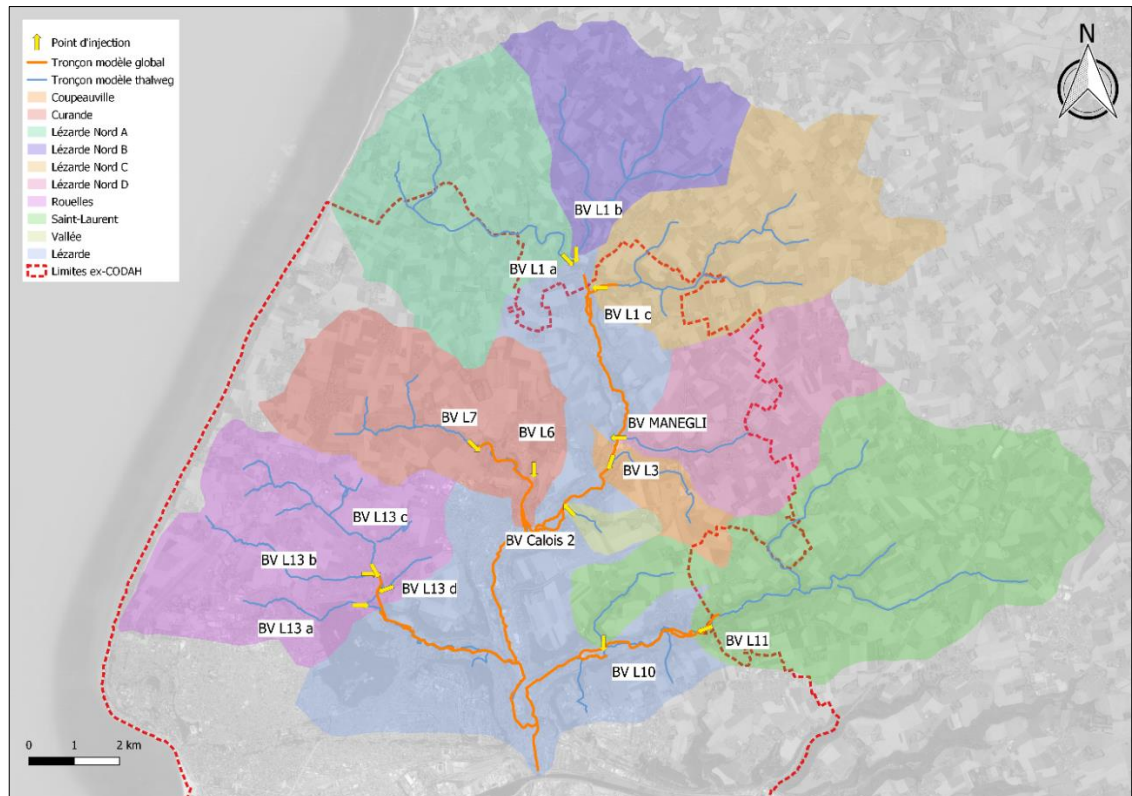 Point d'injection
Tronçon modèle global
Tronçon modèle thalweg
Coupeauville
Curande
Lézarde Nord A
Lézarde Nord B
Lézarde Nord C
Lézarde Nord D
Rouelles
Saint-Laurent
Vallée
Lézarde
Limites ex-CODAH
N
BV L1 b
BV L1 a
BV L1 c
BV L7
BV L6
BV MANEGLI
BV L3
BV L13 c
BV Calois 2
BV L13 b
BV L13 d
BV L13 a
BV L11
BV L10
0 1 2 km